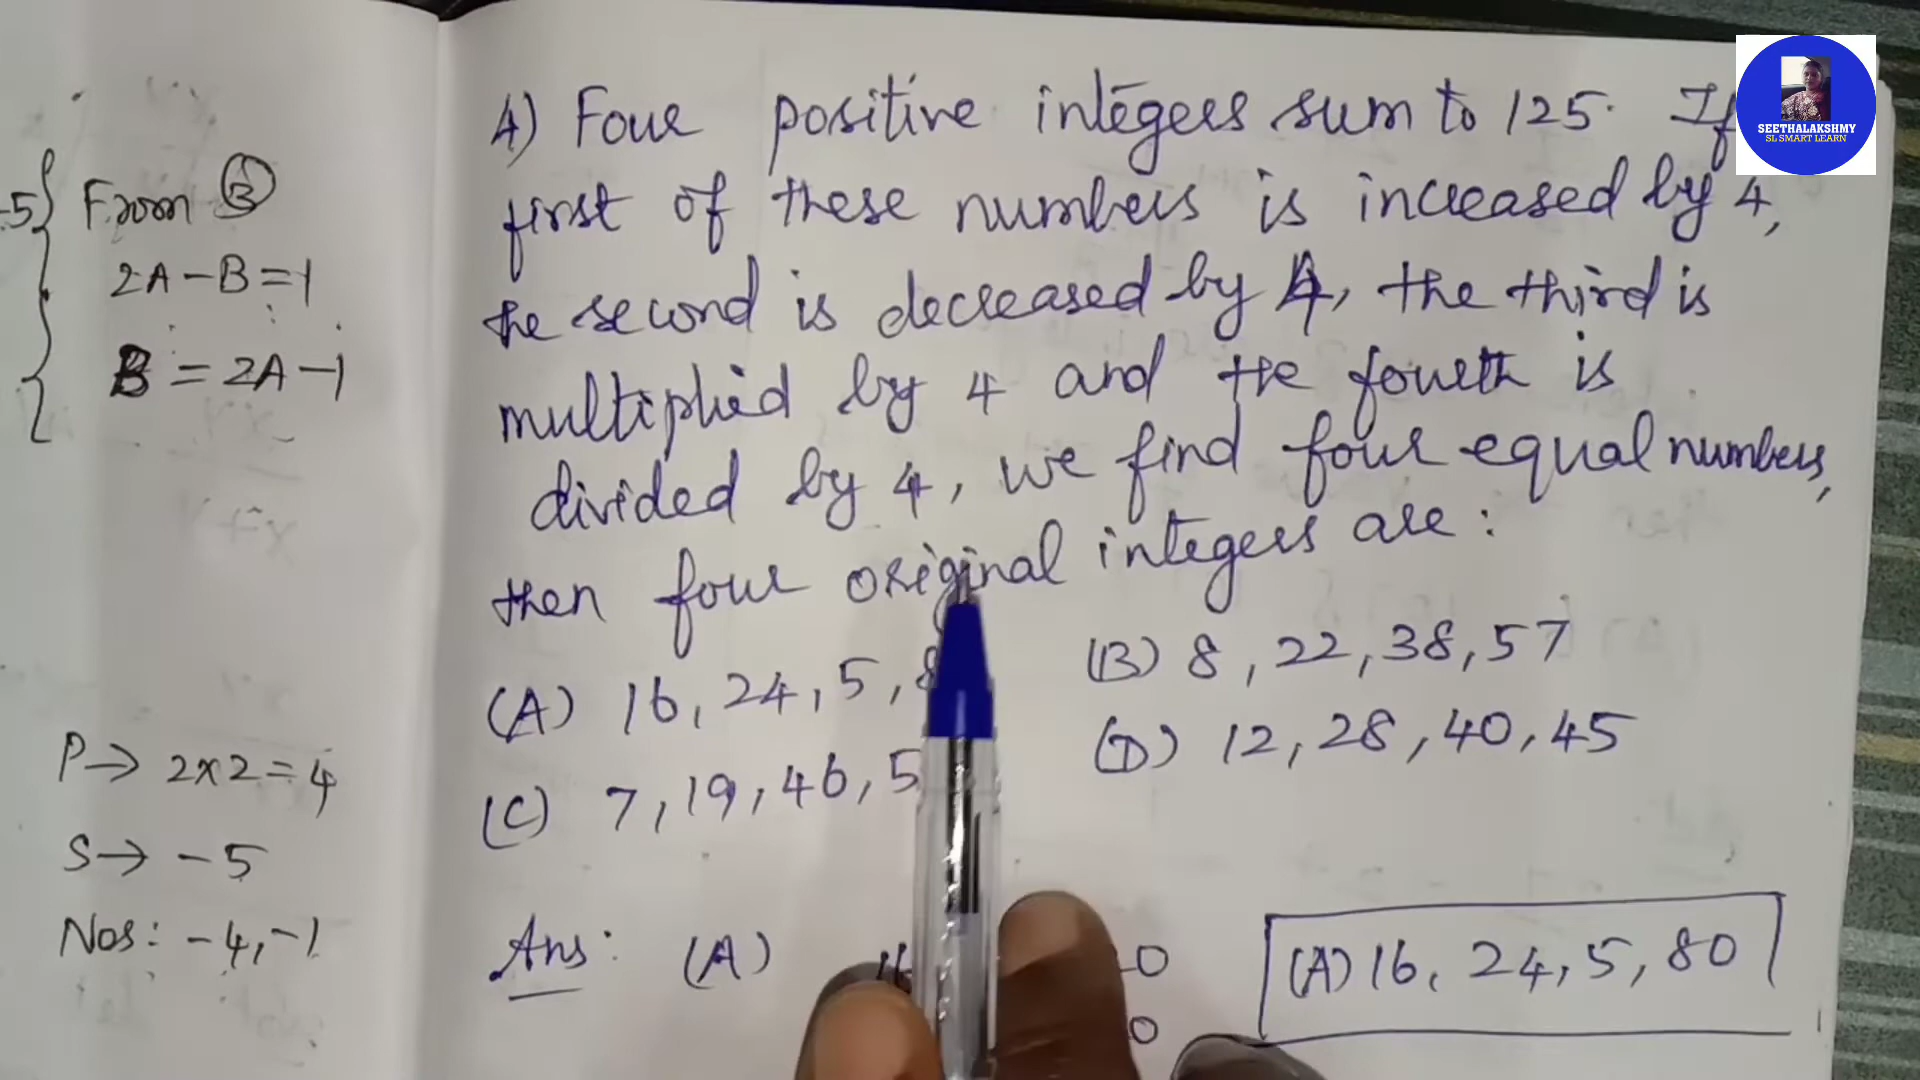 -5} From ③
2A - B = 1
B = 2A - 1
P → 2 x 2 = 4
S → - 5
Nos: - 4, - 1
4) Four positive integers sum to 125. If
first of these numbers is increased by 4,
the second is decreased by 4, the third is
multiplied by 4 and the fourth is
divided by 4, we find four equal numbers,
then four original integers are:
(A) 16, 24, 5, 8
(B) 8, 22, 38, 57
(C) 7, 19, 46, 5
(D) 12, 28, 40, 45
Ans: (A)
(A) 16, 24, 5, 80
SEETHALAKSHMY
SL SMART LEARN